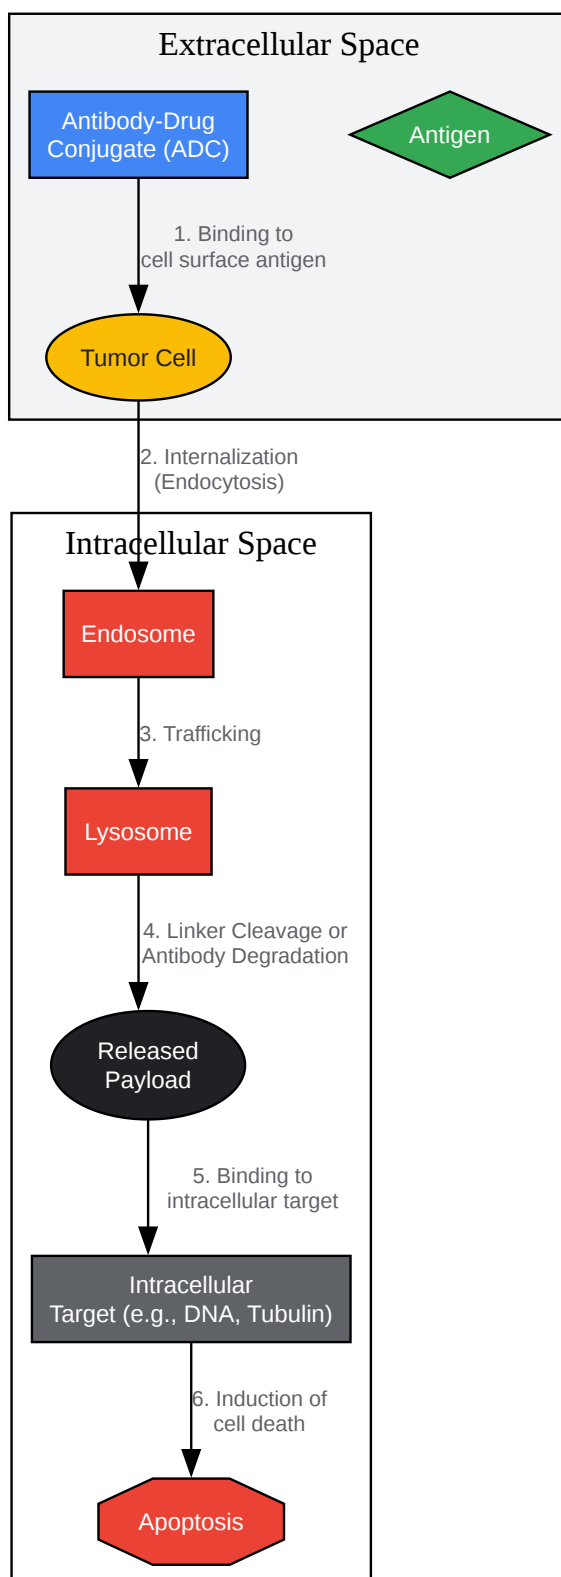 Extracellular Space
Antibody-Drug
Conjugate (ADC)
Antigen
1. Binding to
cell surface antigen
Tumor Cell
2. Internalization
(Endocytosis)
Intracellular Space
Endosome
3. Trafficking
Lysosome
4. Linker Cleavage or
Antibody Degradation
Released
Payload
5. Binding to
intracellular target
Intracellular
Target (e.g., DNA, Tubulin)
6. Induction of
cell death
Apoptosis